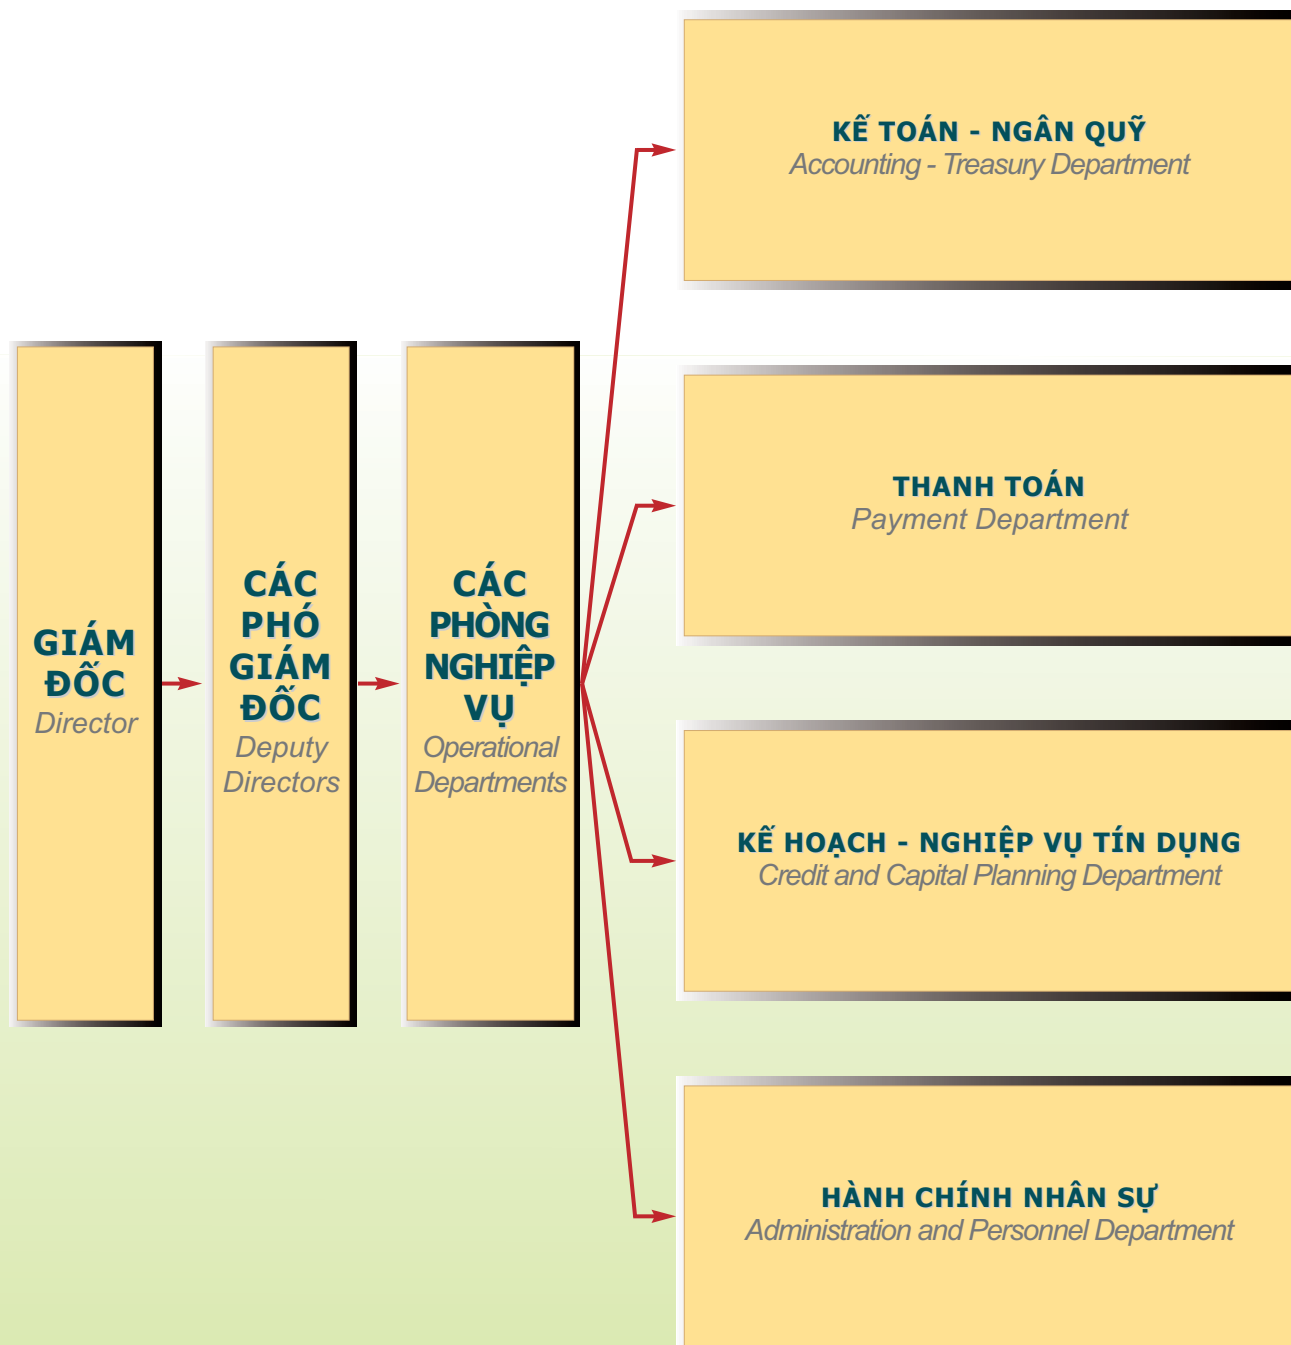 GIÁM
ĐỐC
Director
CÁC
PHÓ
GIÁM
ĐỐC
Deputy
Directors
CÁC
PHÒNG
NGHIỆP
VỤ
Operational
Departments
KẾ TOÁN - NGÂN QUỸ
Accounting - Treasury Department
THANH TOÁN
Payment Department
KẾ HOẠCH - NGHIỆP VỤ TÍN DỤNG
Credit and Capital Planning Department
HÀNH CHÍNH NHÂN SỰ
Administration and Personnel Department